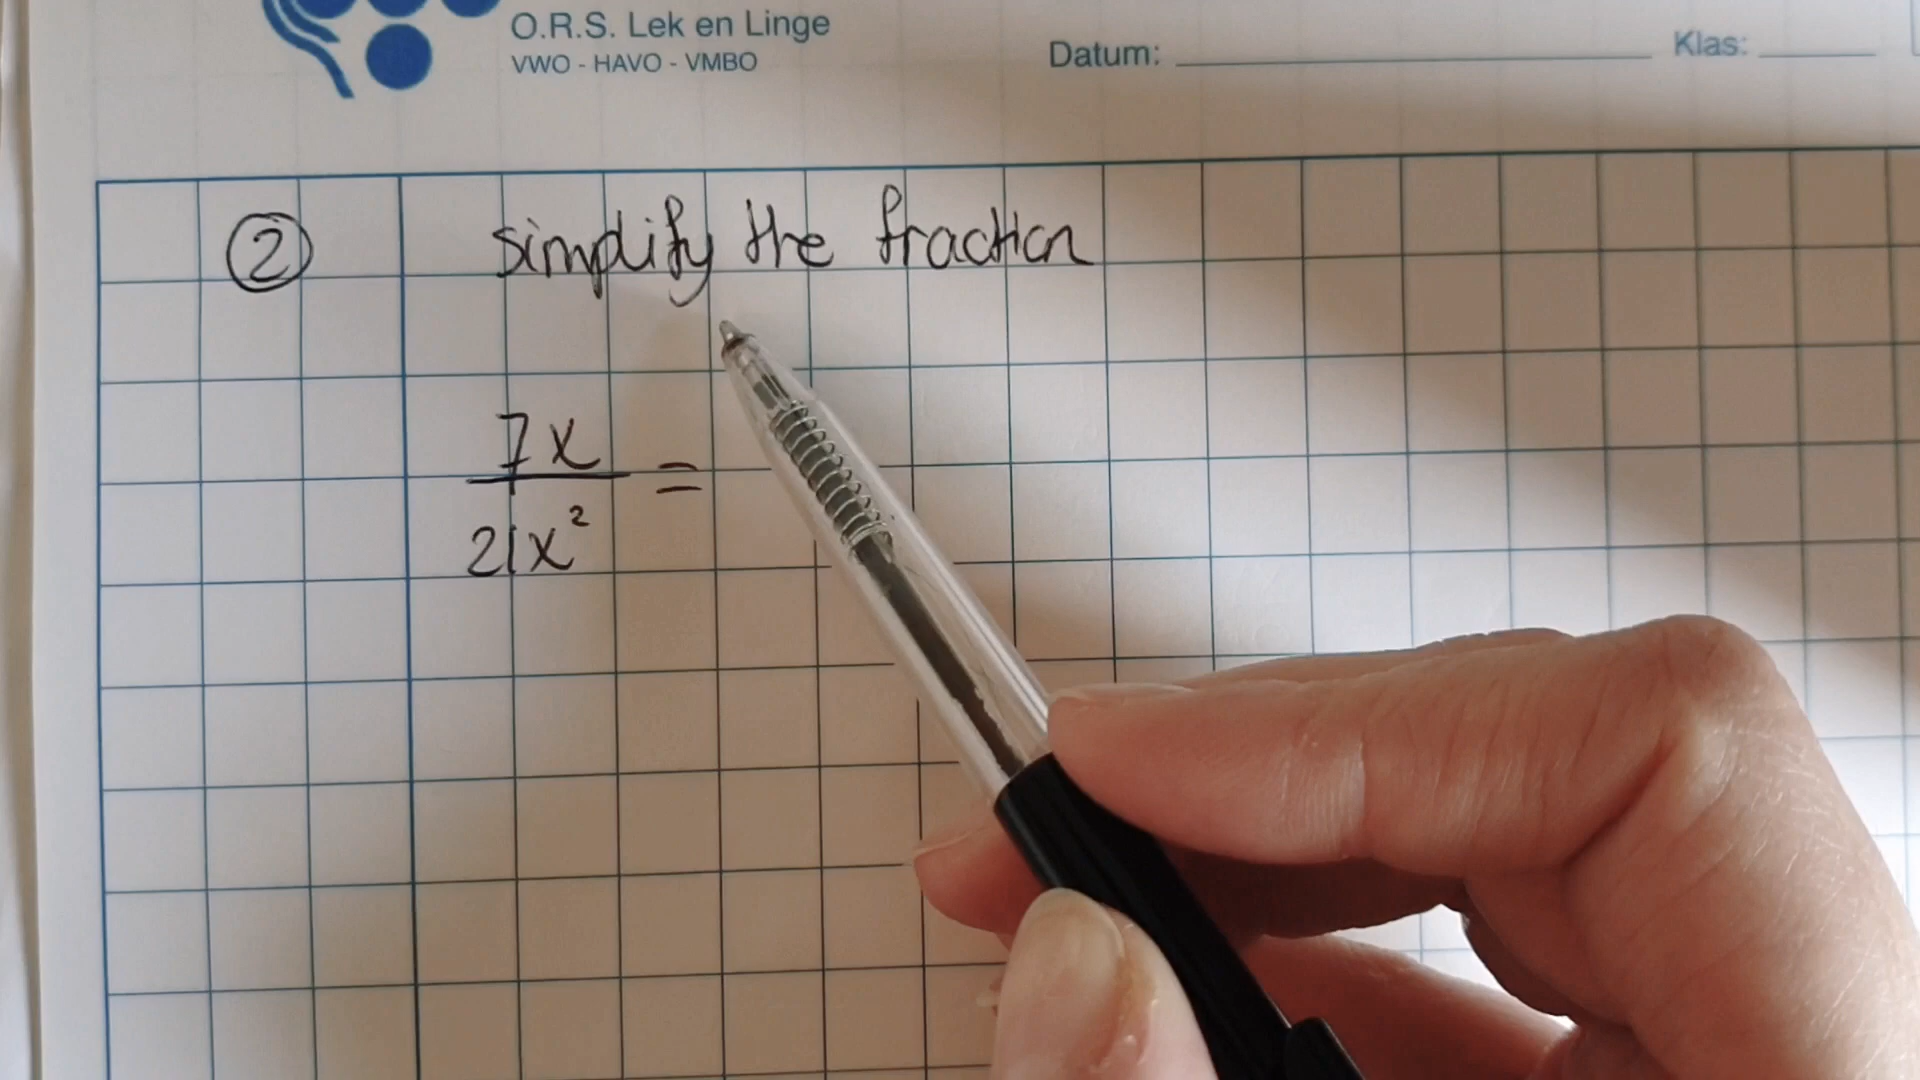 O.R.S. Lek en Linge
VWO - HAVO - VMBO
Datum: Klas:
② simplify the fraction
7x
=
21x²